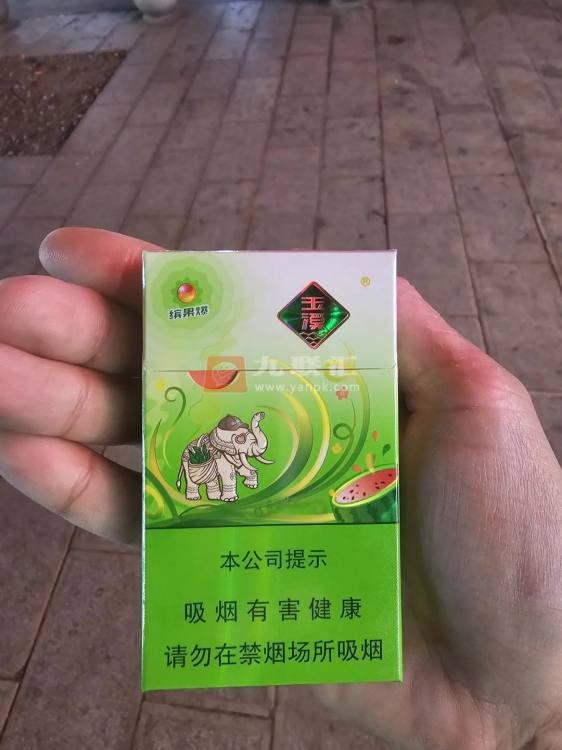 缤果爆
玉溪
®
九联汇
www.yanpk.com
本公司提示
吸烟有害健康
请勿在禁烟场所吸烟